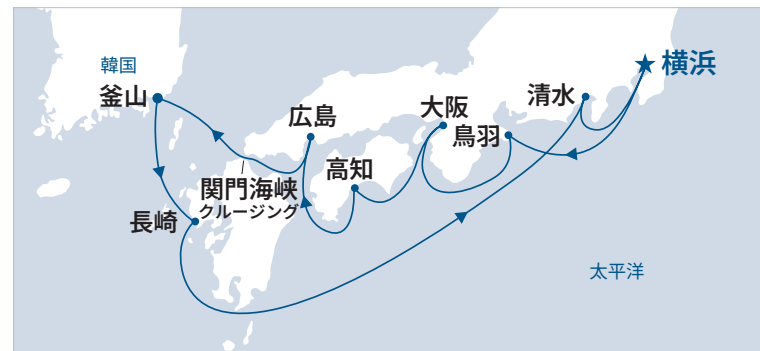 韓国
釜山
広島
大阪
清水
★横浜
鳥羽
高知
関門海峡
クルージング
長崎
太平洋